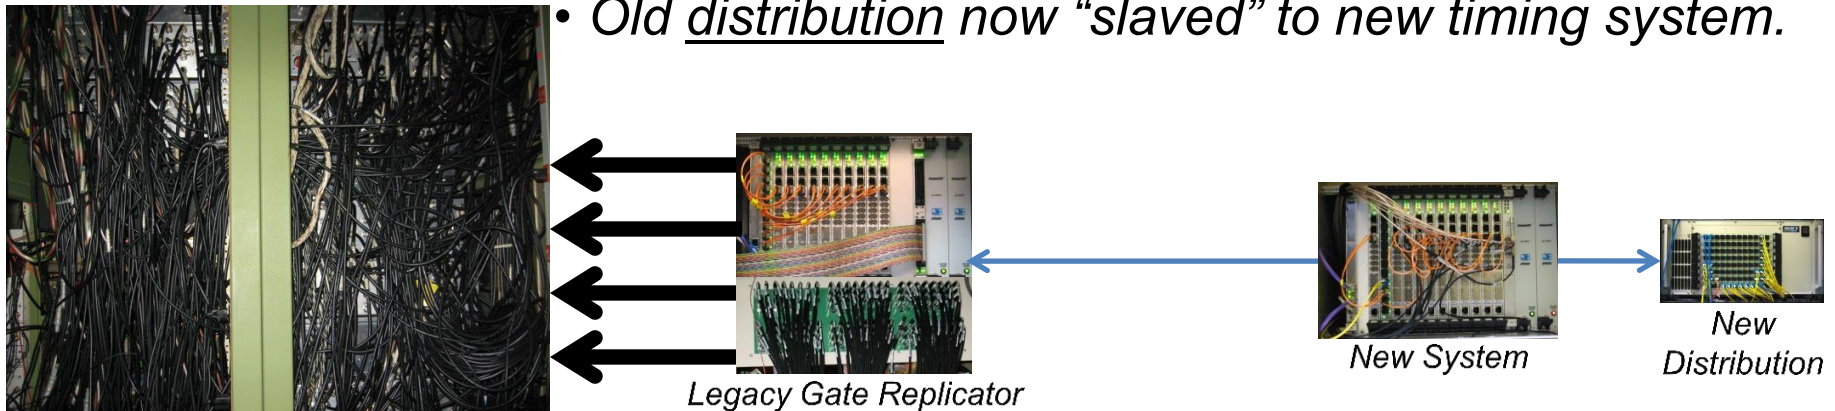 • Old distribution now “slaved” to new timing system.
Legacy Gate Replicator
New System
New
Distribution